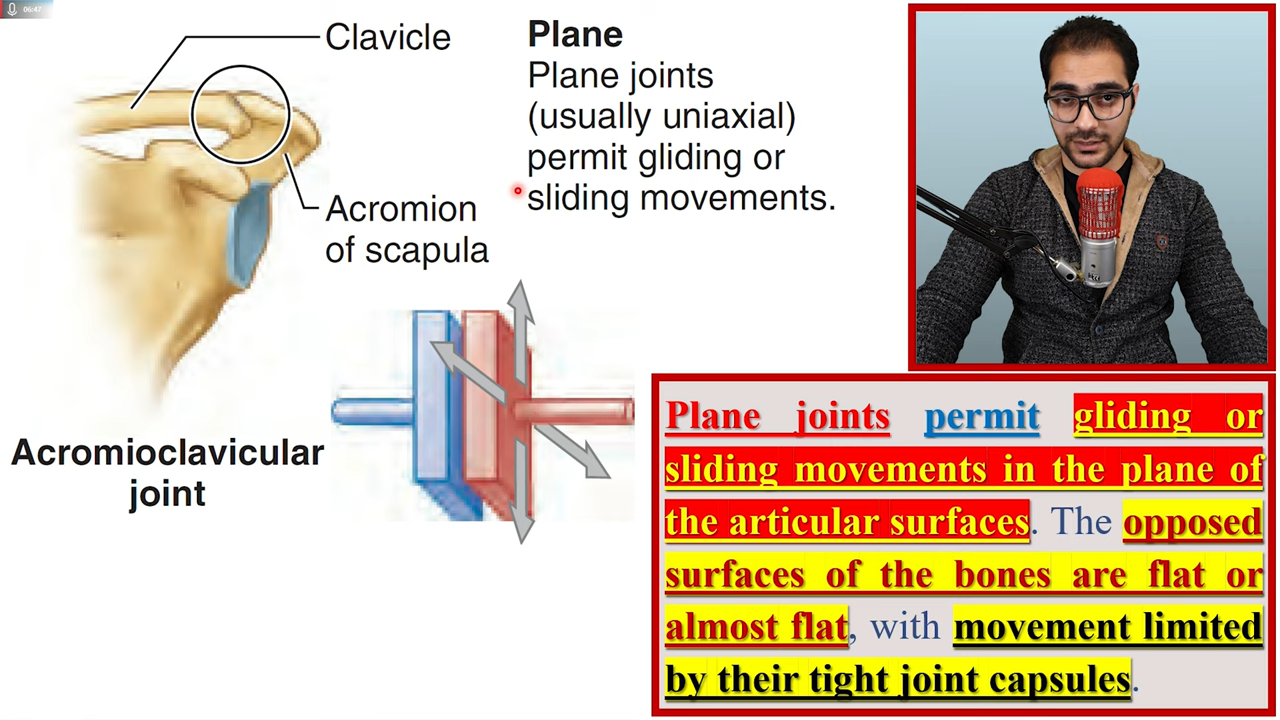 06:47
Clavicle
Acromion
of scapula
Acromioclavicular
joint
Plane
Plane joints
(usually uniaxial)
permit gliding or
sliding movements.
Plane joints permit gliding or
sliding movements in the plane of
the articular surfaces. The opposed
surfaces of the bones are flat or
almost flat, with movement limited
by their tight joint capsules.